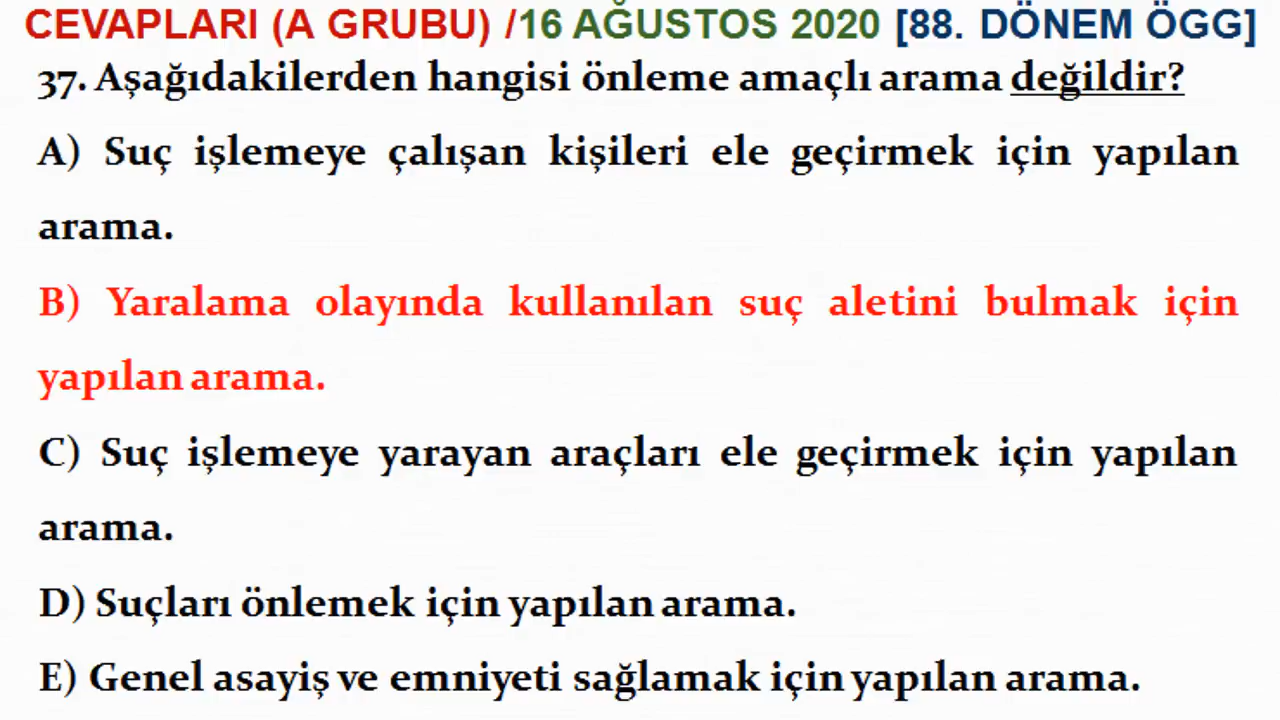 CEVAPLARI (A GRUBU) /16 AĞUSTOS 2020 [88. DÖNEM ÖGG]
37. Aşağıdakilerden hangisi önleme amaçlı arama değildir?
A) Suç işlemeye çalışan kişileri ele geçirmek için yapılan
arama.
B) Yaralama olayında kullanılan suç aletini bulmak için
yapılan arama.
C) Suç işlemeye yarayan araçları ele geçirmek için yapılan
arama.
D) Suçları önlemek için yapılan arama.
E) Genel asayiş ve emniyeti sağlamak için yapılan arama.